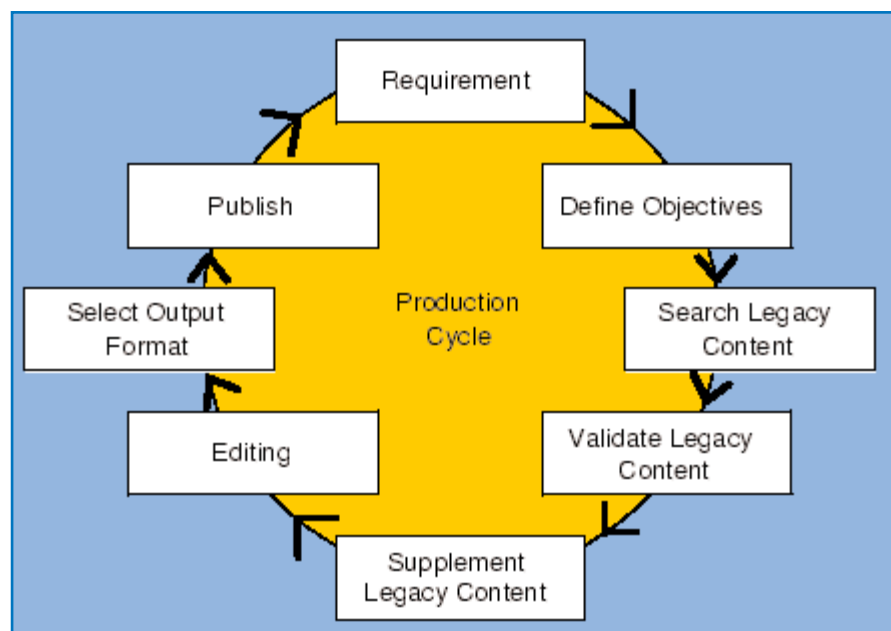 Requirement
Define Objectives
Search Legacy
Content
Validate Legacy
Content
Supplement
Legacy Content
Editing
Select Output
Format
Publish
Production
Cycle